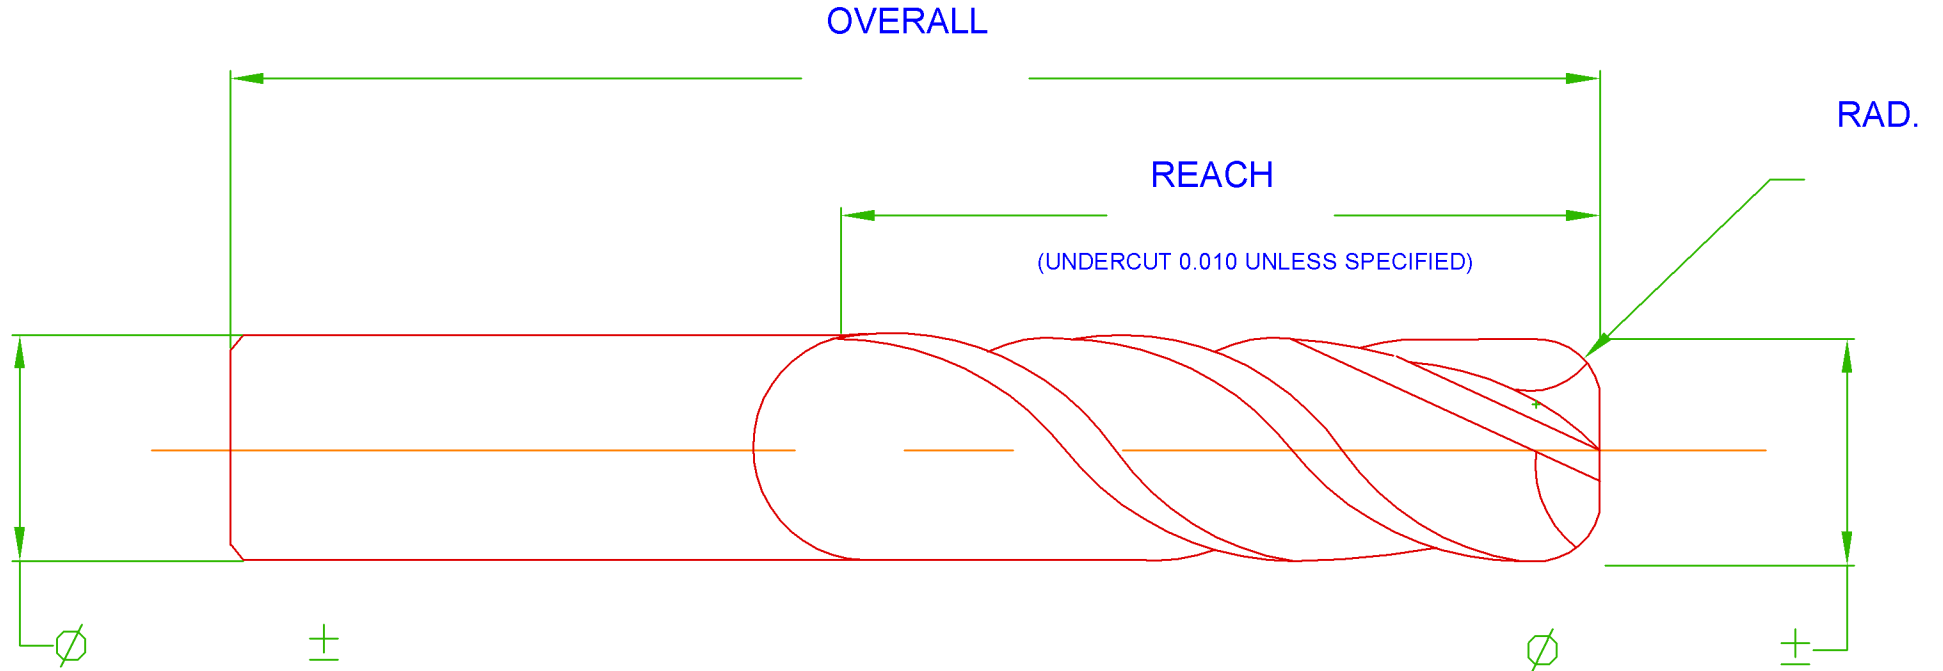 OVERALL
RAD.
REACH
(UNDERCUT 0.010 UNLESS SPECIFIED)
Ø ± Ø ±